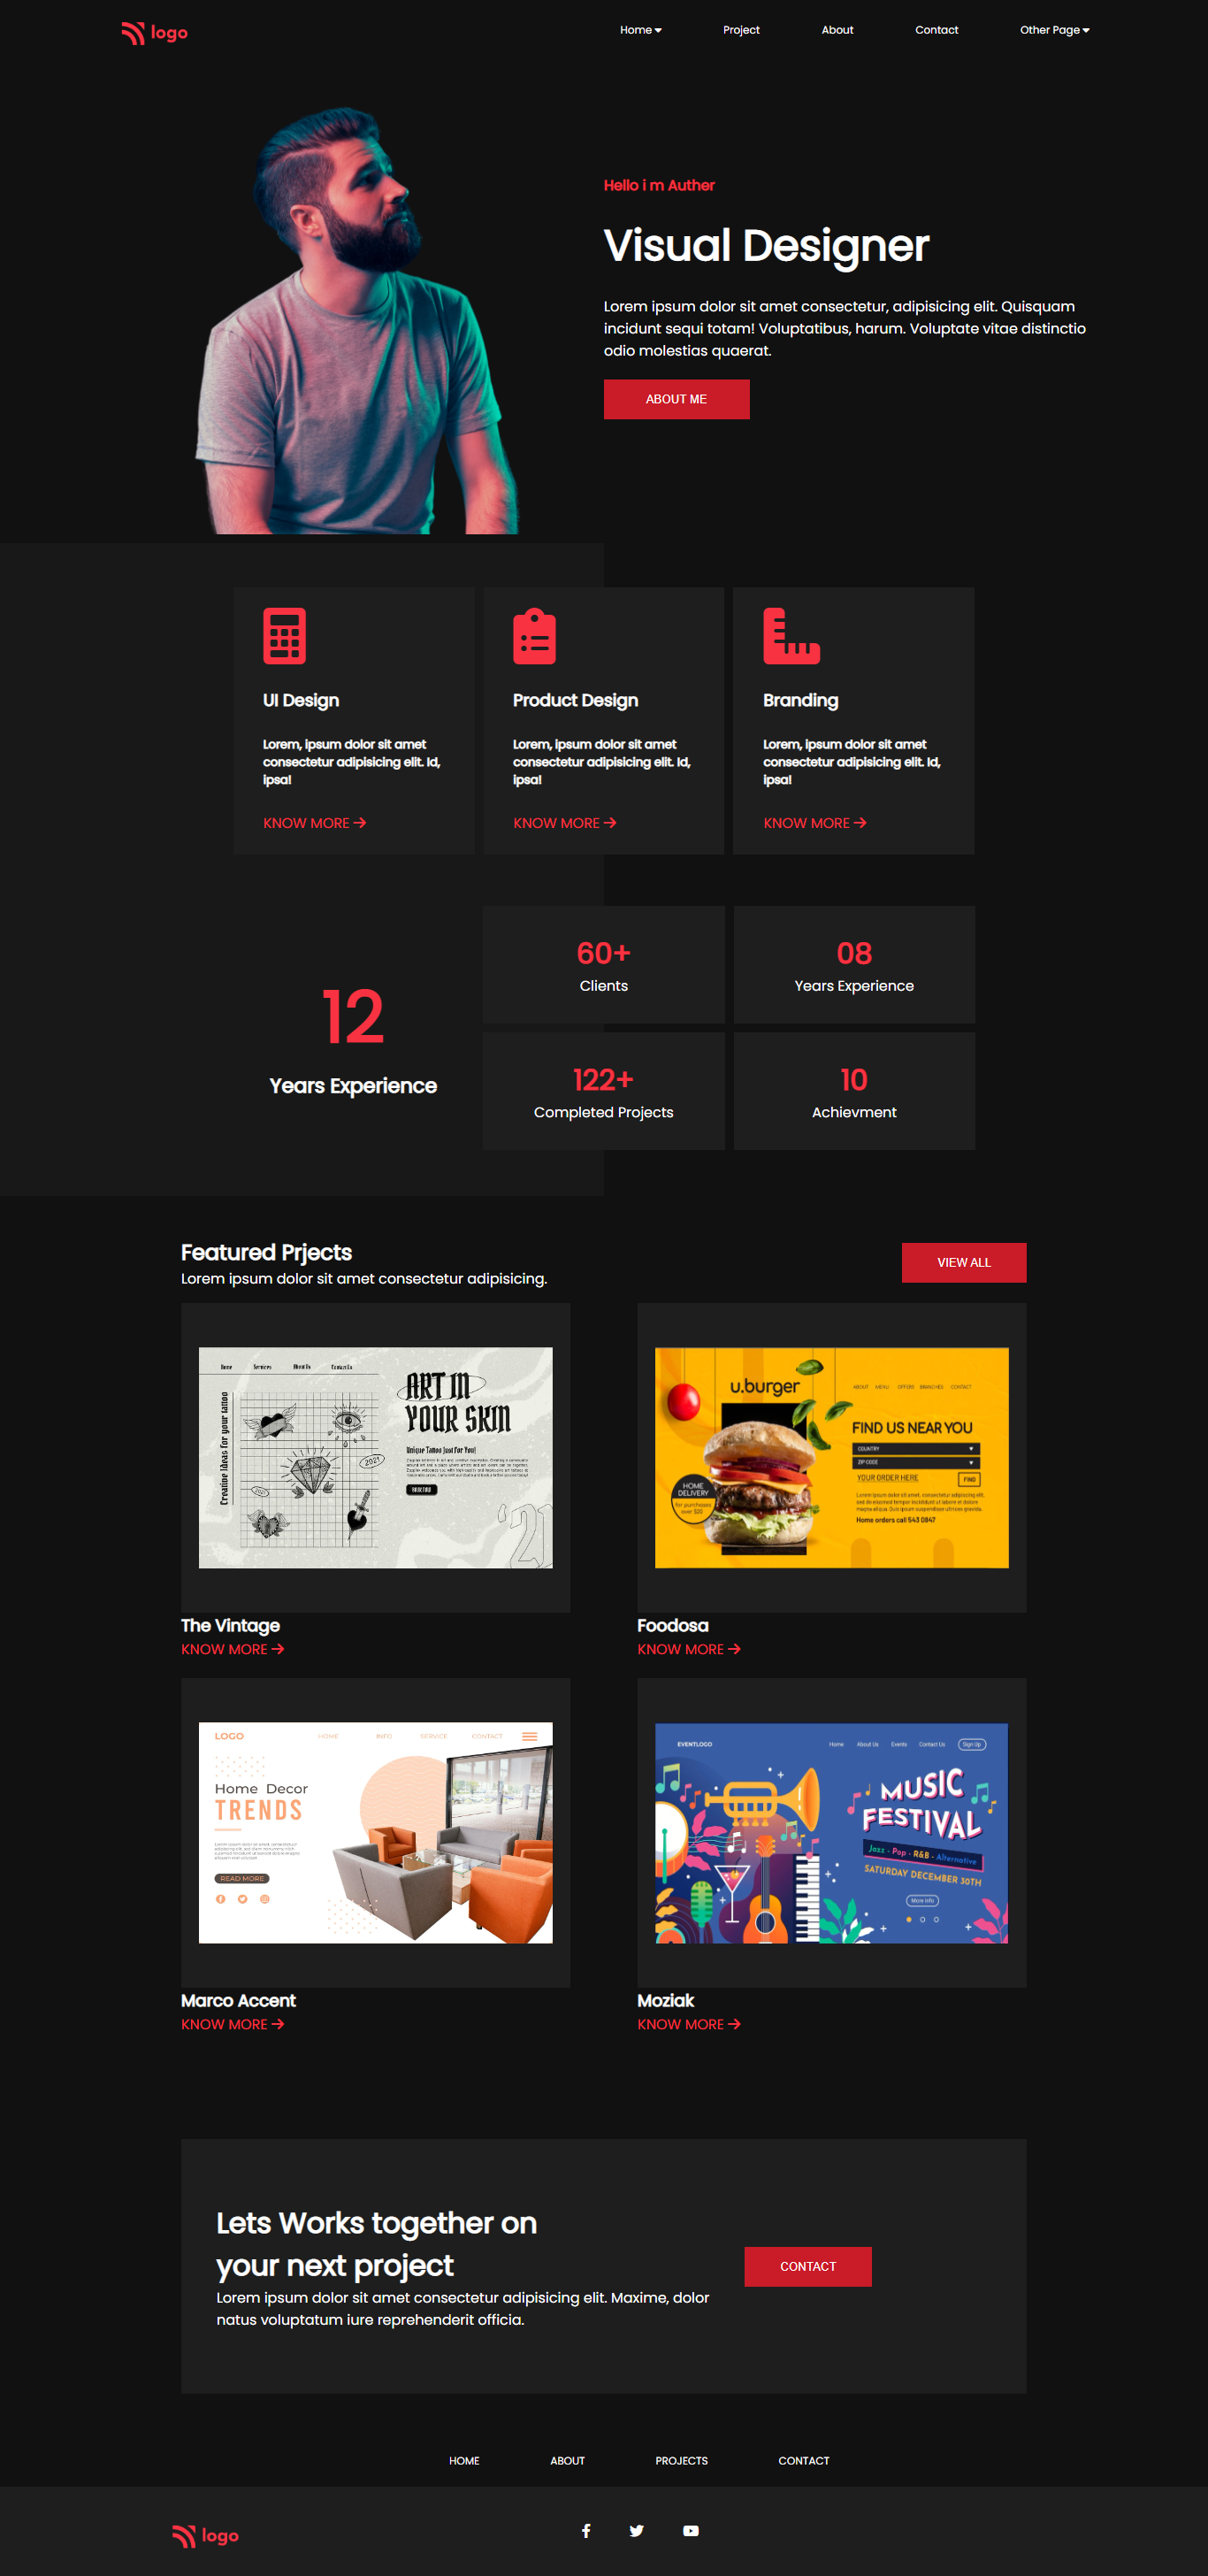 logo
Home
Project
About
Contact
Other Page
Hello i m Auther
Visual Designer
Lorem ipsum dolor sit amet consectetur, adipisicing elit. Quisquam
incidunt sequi totam! Voluptatibus, harum. Voluptate vitae distinctio
odio molestias quaerat.
ABOUT ME
UI Design
Lorem, ipsum dolor sit amet
consectetur adipisicing elit. Id,
ipsa!
KNOW MORE
Product Design
Lorem, ipsum dolor sit amet
consectetur adipisicing elit. Id,
ipsa!
KNOW MORE
Branding
Lorem, ipsum dolor sit amet
consectetur adipisicing elit. Id,
ipsa!
KNOW MORE
12
Years Experience
60+
Clients
08
Years Experience
122+
Completed Projects
10
Achievment
Featured Prjects
Lorem ipsum dolor sit amet consectetur adipisicing.
VIEW ALL
Home
Services
About Us
Contact Us
Creative Ideas for your tattoo
2021
2021
ART IN
YOUR SKIN
Unique Tattoo Just For You!
'21
The Vintage
KNOW MORE
u.burger
ABOUT
MENU
OFFERS
BRANCHES
CONTACT
FIND US NEAR YOU
COUNTRY
ZIP CODE
YOUR ORDER HERE
FIND
HOME
DELIVERY
for purchases
over $20
Home orders call 543 0847
Foodosa
KNOW MORE
LOGO
HOME
INFO
SERVICE
CONTACT
Home Decor
TRENDS
READ MORE
Marco Accent
KNOW MORE
EVENTLOGO
Home
About Us
Events
Contact Us
Sign Up
MUSIC
FESTIVAL
Jazz - Pop - R&B - Alternative
SATURDAY DECEMBER 30TH
More Info
Moziak
KNOW MORE
Lets Works together on
your next project
Lorem ipsum dolor sit amet consectetur adipisicing elit. Maxime, dolor
natus voluptatum iure reprehenderit officia.
CONTACT
HOME
ABOUT
PROJECTS
CONTACT
logo